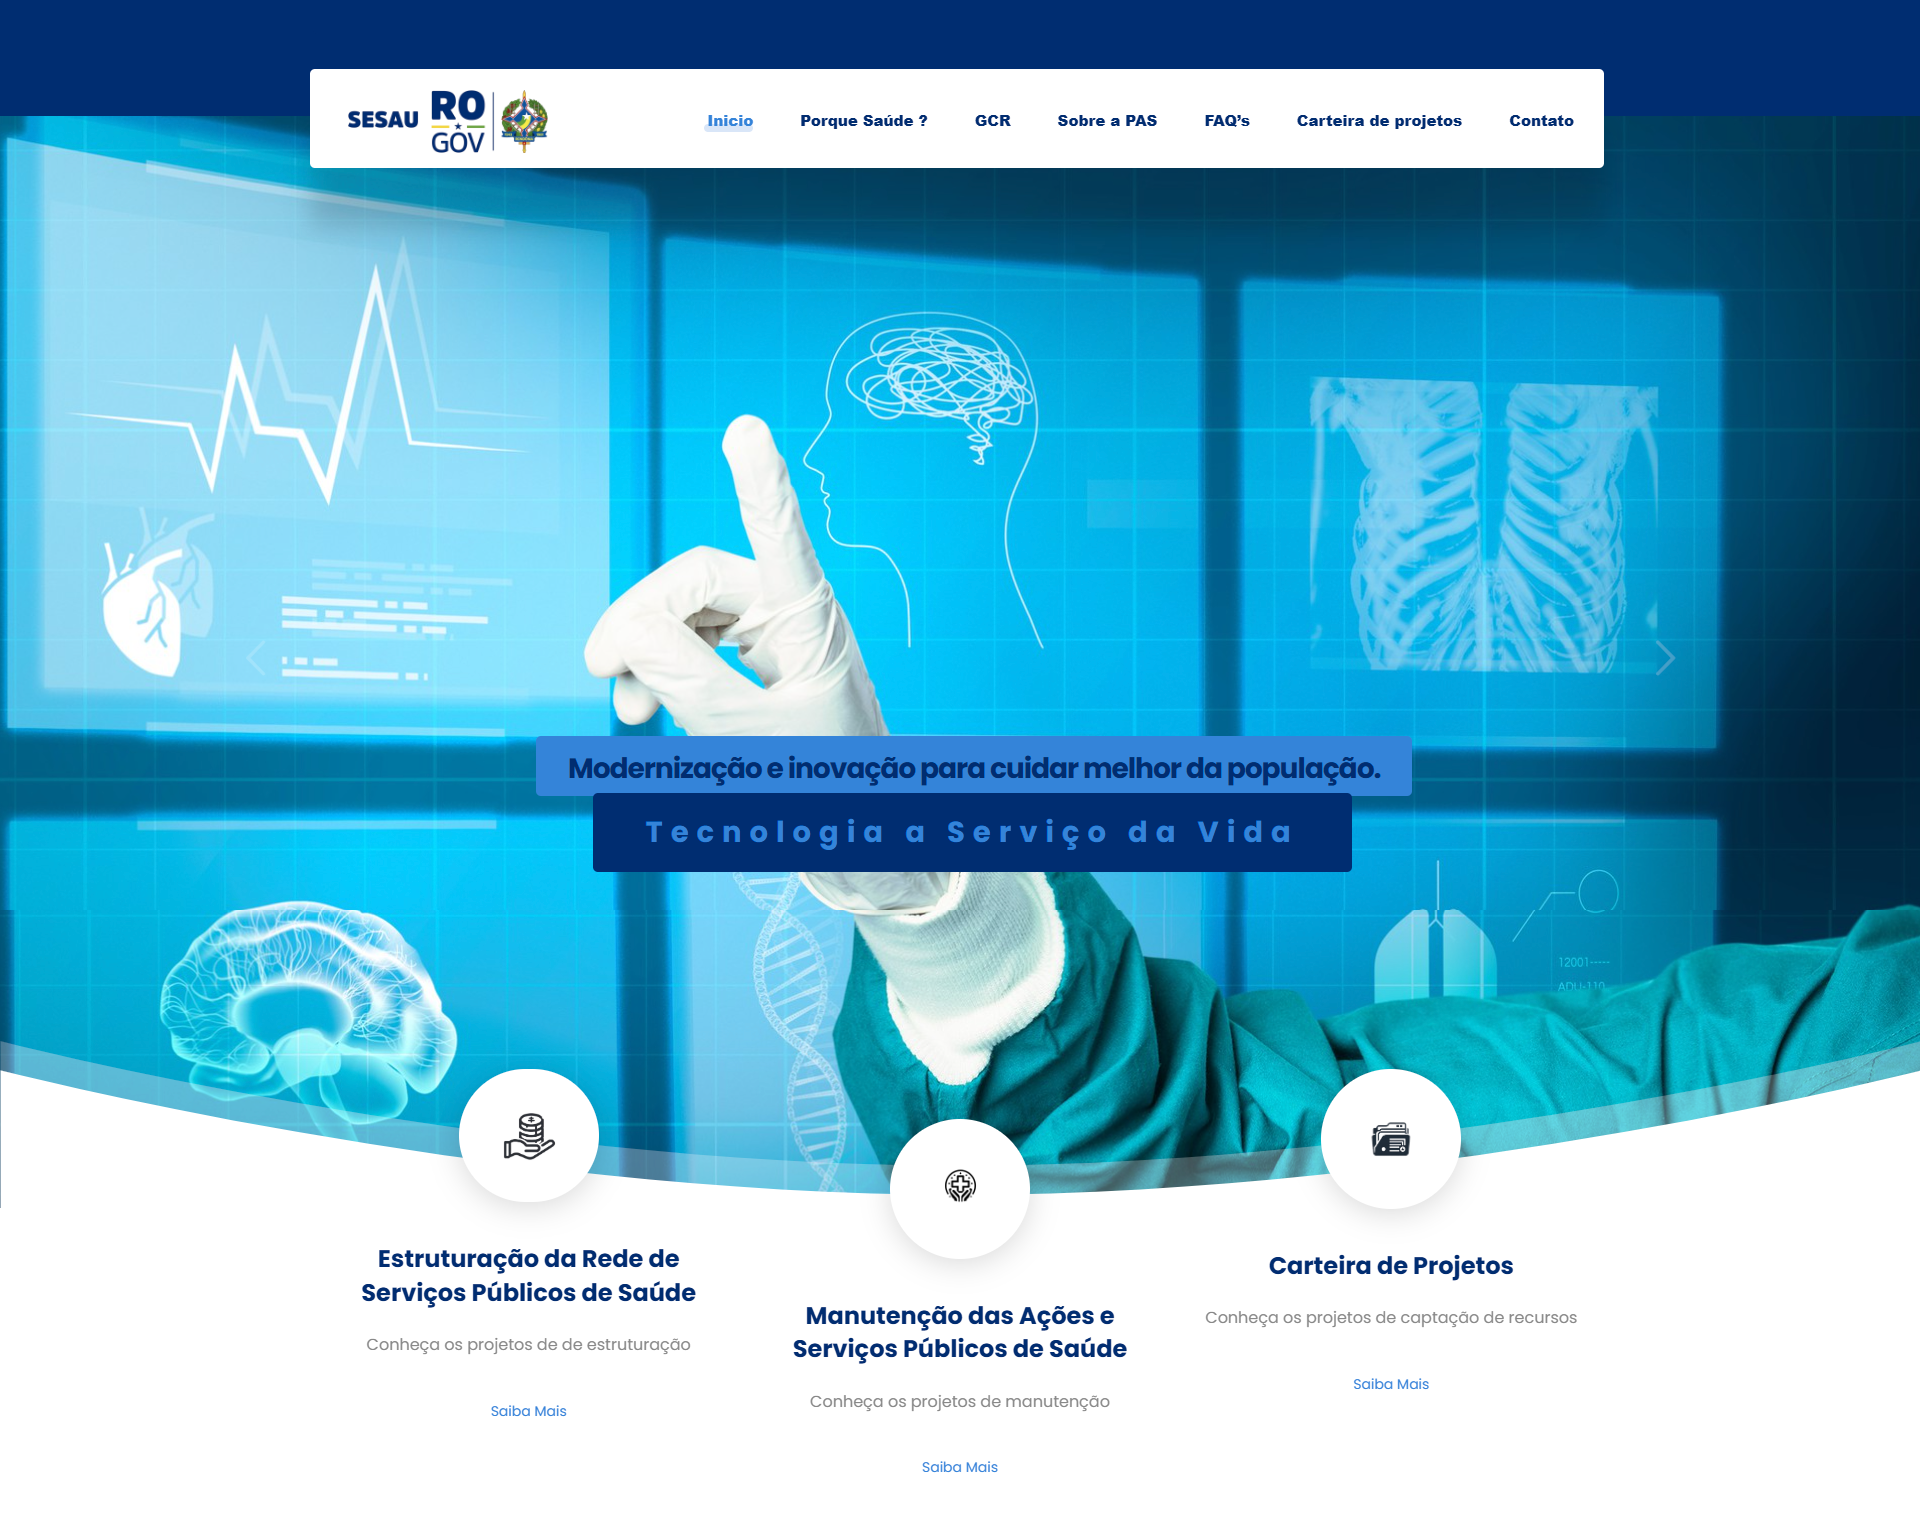 SESAU
RO
GOV
Inicio
Porque Saúde ?
GCR
Sobre a PAS
FAQ’s
Carteira de projetos
Contato
Modernização e inovação para cuidar melhor da população.
Tecnologia a Serviço da Vida
12001-----
ADU-110
Estruturação da Rede de
Serviços Públicos de Saúde
Conheça os projetos de de estruturação
Saiba Mais
Manutenção das Ações e
Serviços Públicos de Saúde
Conheça os projetos de manutenção
Saiba Mais
Carteira de Projetos
Conheça os projetos de captação de recursos
Saiba Mais